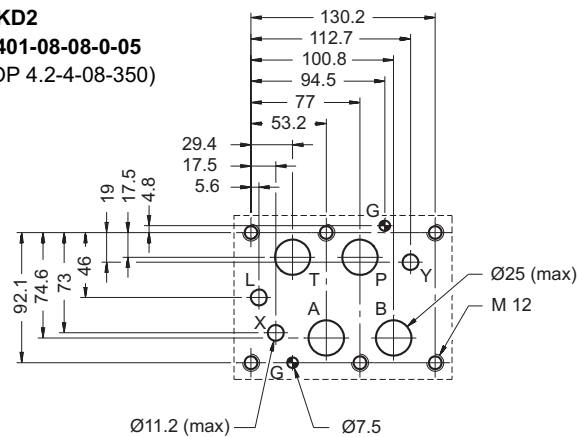 KD2
401-08-08-0-05
OP 4.2-4-08-350)
130.2
112.7
100.8
94.5
77
53.2
29.4
17.5
5.6
19
17.5
4.8
G
92.1
74.6
73
46
L
T
P
Y
X
A
B
G
Ø25 (max)
M 12
Ø11.2 (max)
Ø7.5